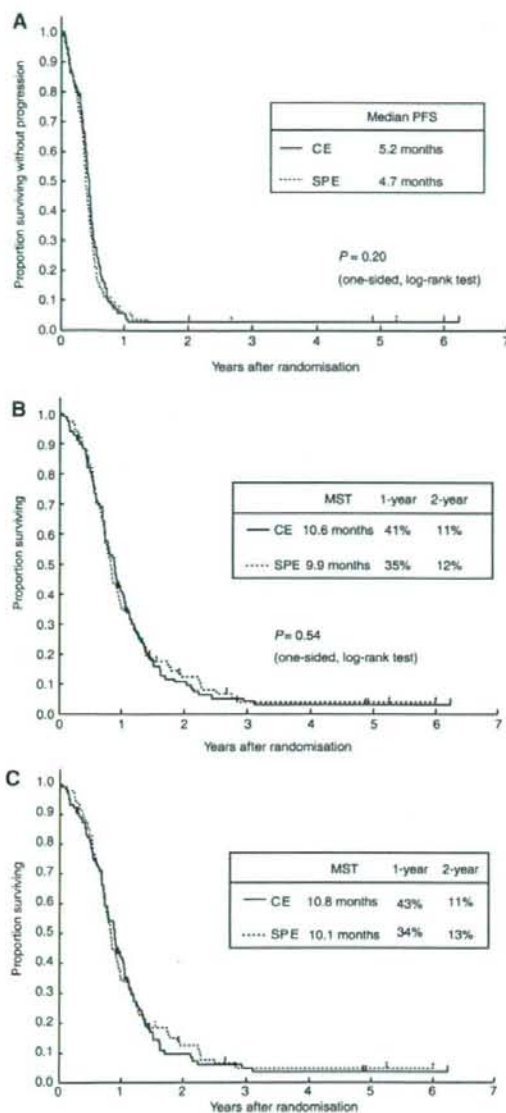 A
Proportion surviving without progression
1.0
0.9
0.8
0.7
0.6
0.5
0.4
0.3
0.2
0.1
0.0
0 1 2 3 4 5 6 7
Years after randomisation
Median PFS
CE 5.2 months
SPE 4.7 months
P = 0.20
(one-sided, log-rank test)
B
Proportion surviving
1.0
0.9
0.8
0.7
0.6
0.5
0.4
0.3
0.2
0.1
0.0
0 1 2 3 4 5 6 7
Years after randomisation
MST 1-year 2-year
CE 10.6 months 41% 11%
SPE 9.9 months 35% 12%
P = 0.54
(one-sided, log-rank test)
C
Proportion surviving
1.0
0.9
0.8
0.7
0.6
0.5
0.4
0.3
0.2
0.1
0.0
0 1 2 3 4 5 6 7
Years after randomisation
MST 1-year 2-year
CE 10.8 months 43% 11%
SPE 10.1 months 34% 13%